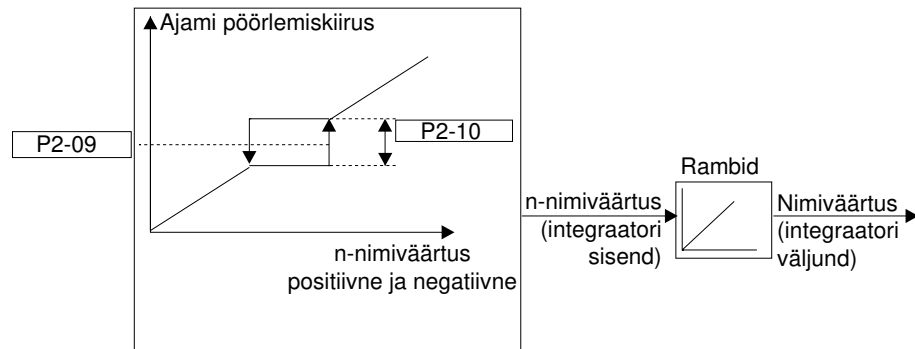 Ajami pöörlemiskiirus
P2-09
P2-10
n-nimiväärtus
positiivne ja negatiivne
n-nimiväärtus
(integraatori
sisend)
Rambid
Nimiväärtus
(integraatori
väljund)